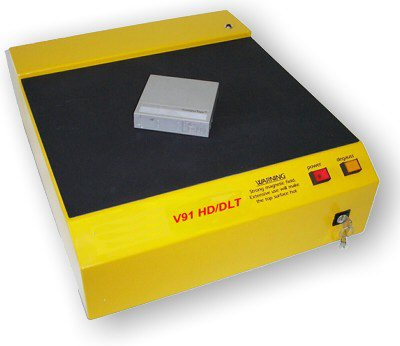 WARNING
Strong magnetic field.
Extensive use will make
the top surface hot
power
degauss
V91 HD/DLT